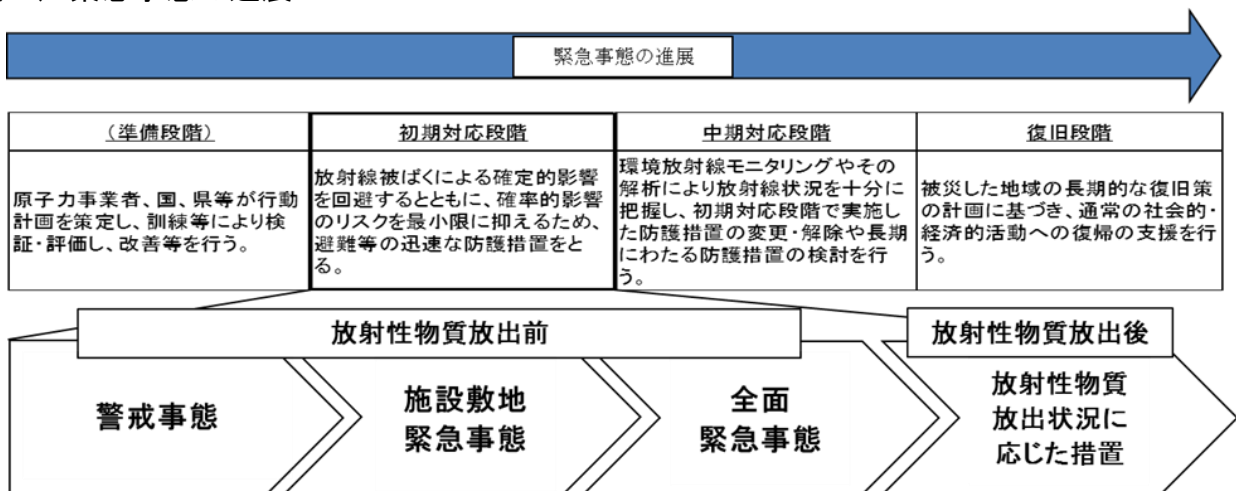 緊急事態の進展
（準備段階）
原子力事業者、国、県等が行動
計画を策定し、訓練等により検
証・評価し、改善等を行う。
初期対応段階
放射線被ばくによる確定的影響
を回避するとともに、確率的影響
のリスクを最小限に抑えるため、
避難等の迅速な防護措置をと
る。
中期対応段階
環境放射線モニタリングやその
解析により放射線状況を十分に
把握し、初期対応段階で実施し
た防護措置の変更・解除や長期
にわたる防護措置の検討を行
う。
復旧段階
被災した地域の長期的な復旧策
の計画に基づき、通常の社会的・
経済的活動への復帰の支援を行
う。
放射性物質放出前
放射性物質放出後
警戒事態
施設敷地
緊急事態
全面
緊急事態
放射性物質
放出状況に
応じた措置